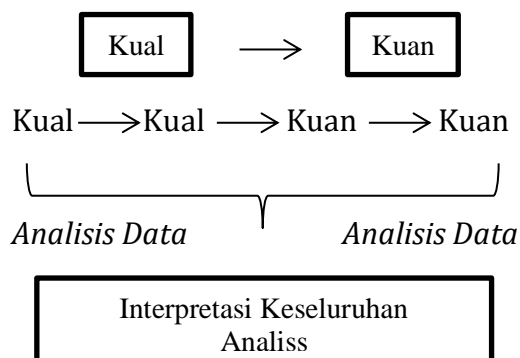 Kual Kuan
Kual Kual Kuan Kuan
Analisis Data Analisis Data
Interpretasi Keseluruhan
Analiss